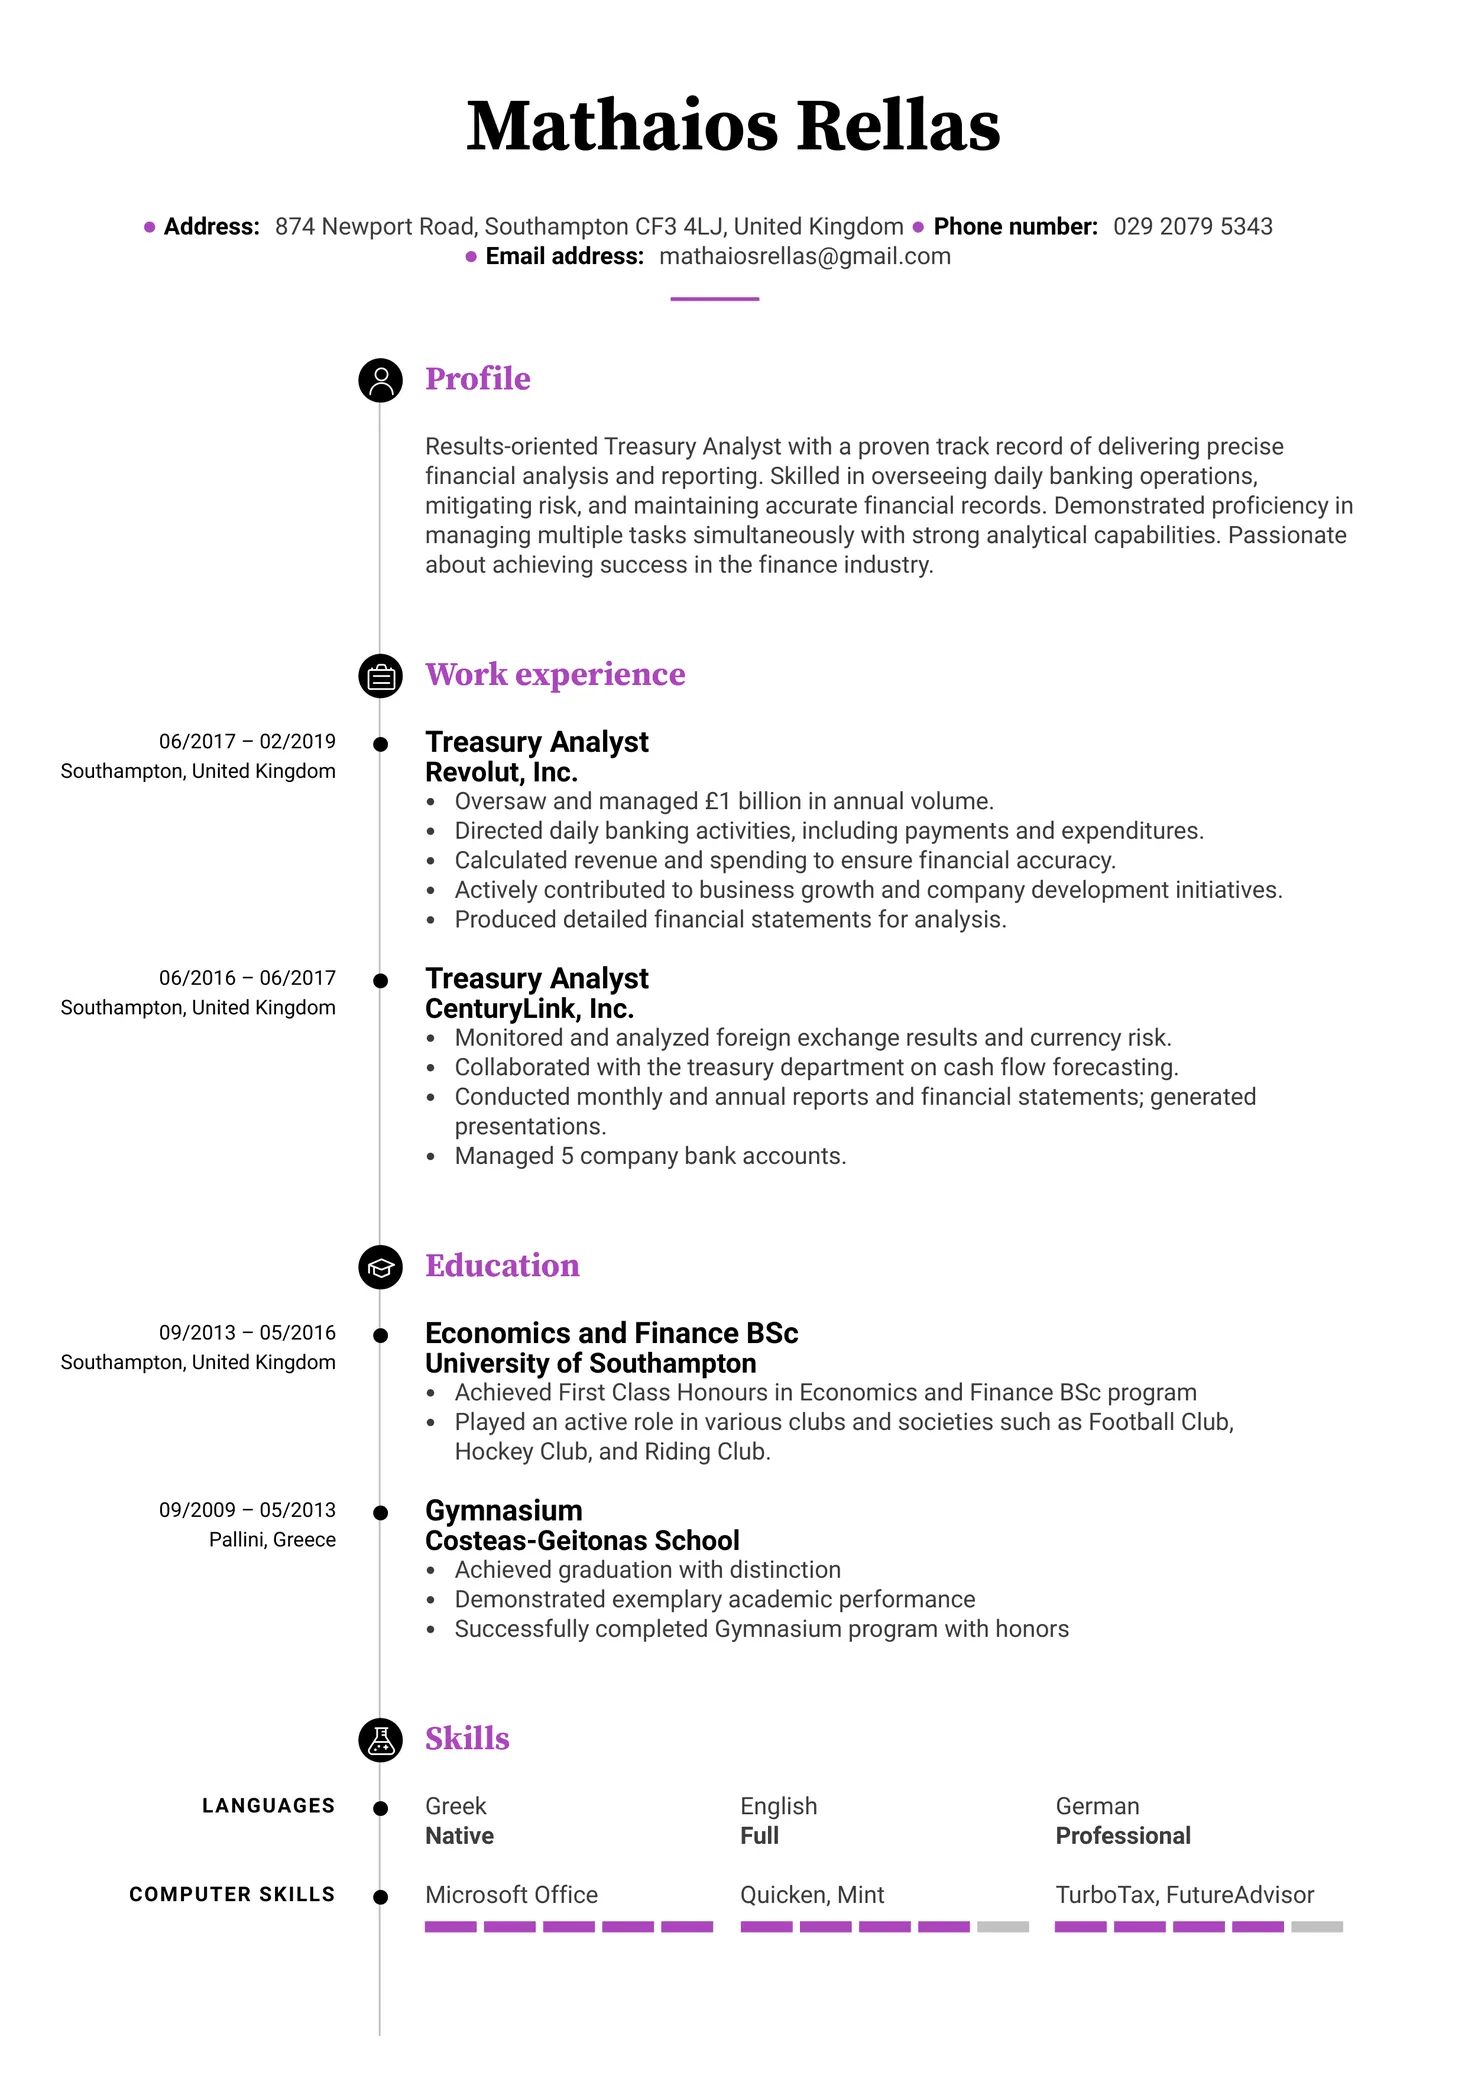 Mathaios Rellas
• Address: 874 Newport Road, Southampton CF3 4LJ, United Kingdom • Phone number: 029 2079 5343
• Email address: mathaiosrellas@gmail.com
Profile
Results-oriented Treasury Analyst with a proven track record of delivering precise
financial analysis and reporting. Skilled in overseeing daily banking operations,
mitigating risk, and maintaining accurate financial records. Demonstrated proficiency in
managing multiple tasks simultaneously with strong analytical capabilities. Passionate
about achieving success in the finance industry.
Work experience
06/2017 – 02/2019
Southampton, United Kingdom
Treasury Analyst
Revolut, Inc.
• Oversaw and managed £1 billion in annual volume.
• Directed daily banking activities, including payments and expenditures.
• Calculated revenue and spending to ensure financial accuracy.
• Actively contributed to business growth and company development initiatives.
• Produced detailed financial statements for analysis.
06/2016 – 06/2017
Southampton, United Kingdom
Treasury Analyst
CenturyLink, Inc.
• Monitored and analyzed foreign exchange results and currency risk.
• Collaborated with the treasury department on cash flow forecasting.
• Conducted monthly and annual reports and financial statements; generated
presentations.
• Managed 5 company bank accounts.
Education
09/2013 – 05/2016
Southampton, United Kingdom
Economics and Finance BSc
University of Southampton
• Achieved First Class Honours in Economics and Finance BSc program
• Played an active role in various clubs and societies such as Football Club,
Hockey Club, and Riding Club.
09/2009 – 05/2013
Pallini, Greece
Gymnasium
Costeas-Geitonas School
• Achieved graduation with distinction
• Demonstrated exemplary academic performance
• Successfully completed Gymnasium program with honors
Skills
LANGUAGES
Greek
Native
English
Full
German
Professional
COMPUTER SKILLS
Microsoft Office
Quicken, Mint
TurboTax, FutureAdvisor